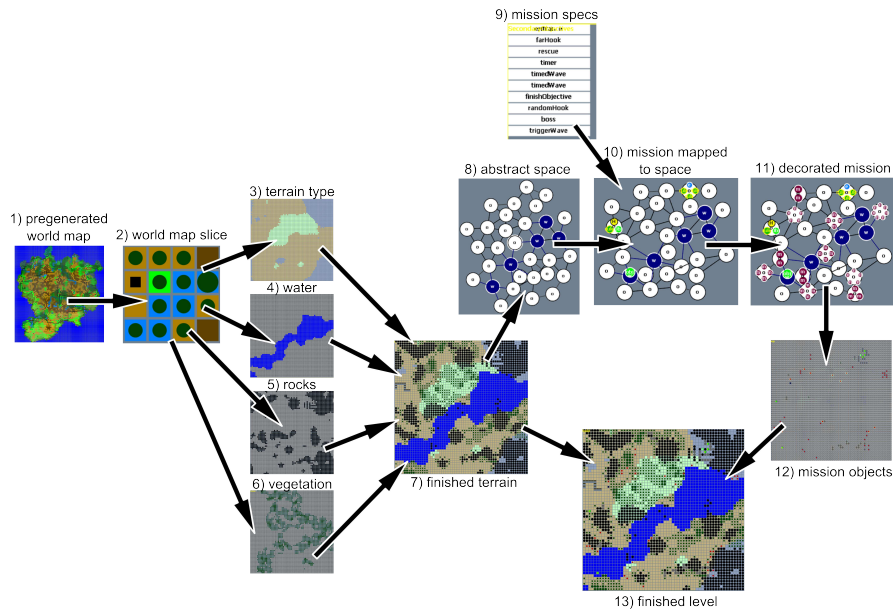 9) mission specs
farHook
rescue
timer
timedWave
timedWave
finishObjective
randomHook
boss
triggerWave
10) mission mapped
to space
8) abstract space
11) decorated mission
3) terrain type
1) pregenerated
world map
2) world map slice
4) water
5) rocks
6) vegetation
7) finished terrain
12) mission objects
13) finished level